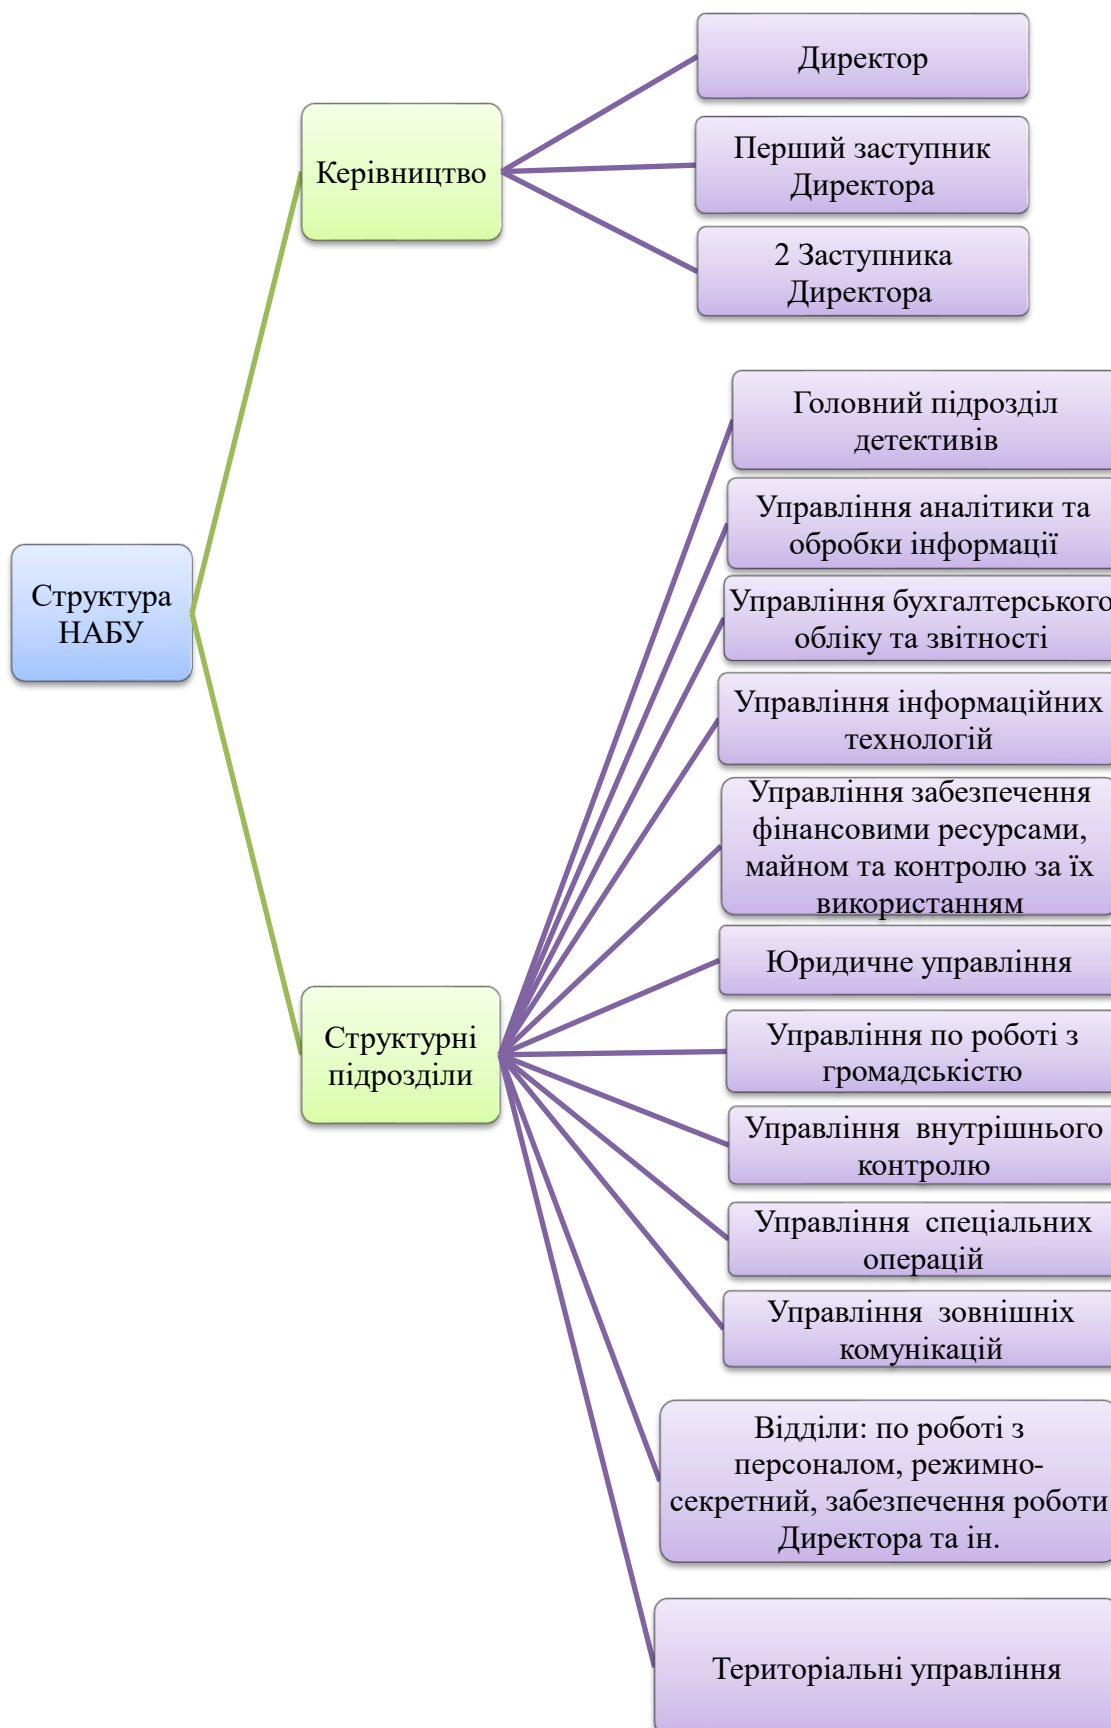 Директор
Перший заступник
Директора
2 Заступника
Директора
Керівництво
Структура
НАБУ
Структурні
підрозділи
Головний підрозділ
детективів
Управління аналітики та
обробки інформації
Управління бухгалтерського
обліку та звітності
Управління інформаційних
технологій
Управління забезпечення
фінансовими ресурсами,
майном та контролю за їх
використанням
Юридичне управління
Управління по роботі з
громадськістю
Управління внутрішнього
контролю
Управління спеціальних
операцій
Управління зовнішніх
комунікацій
Відділи: по роботі з
персоналом, режимно-
секретний, забезпечення роботи
Директора та ін.
Територіальні управління